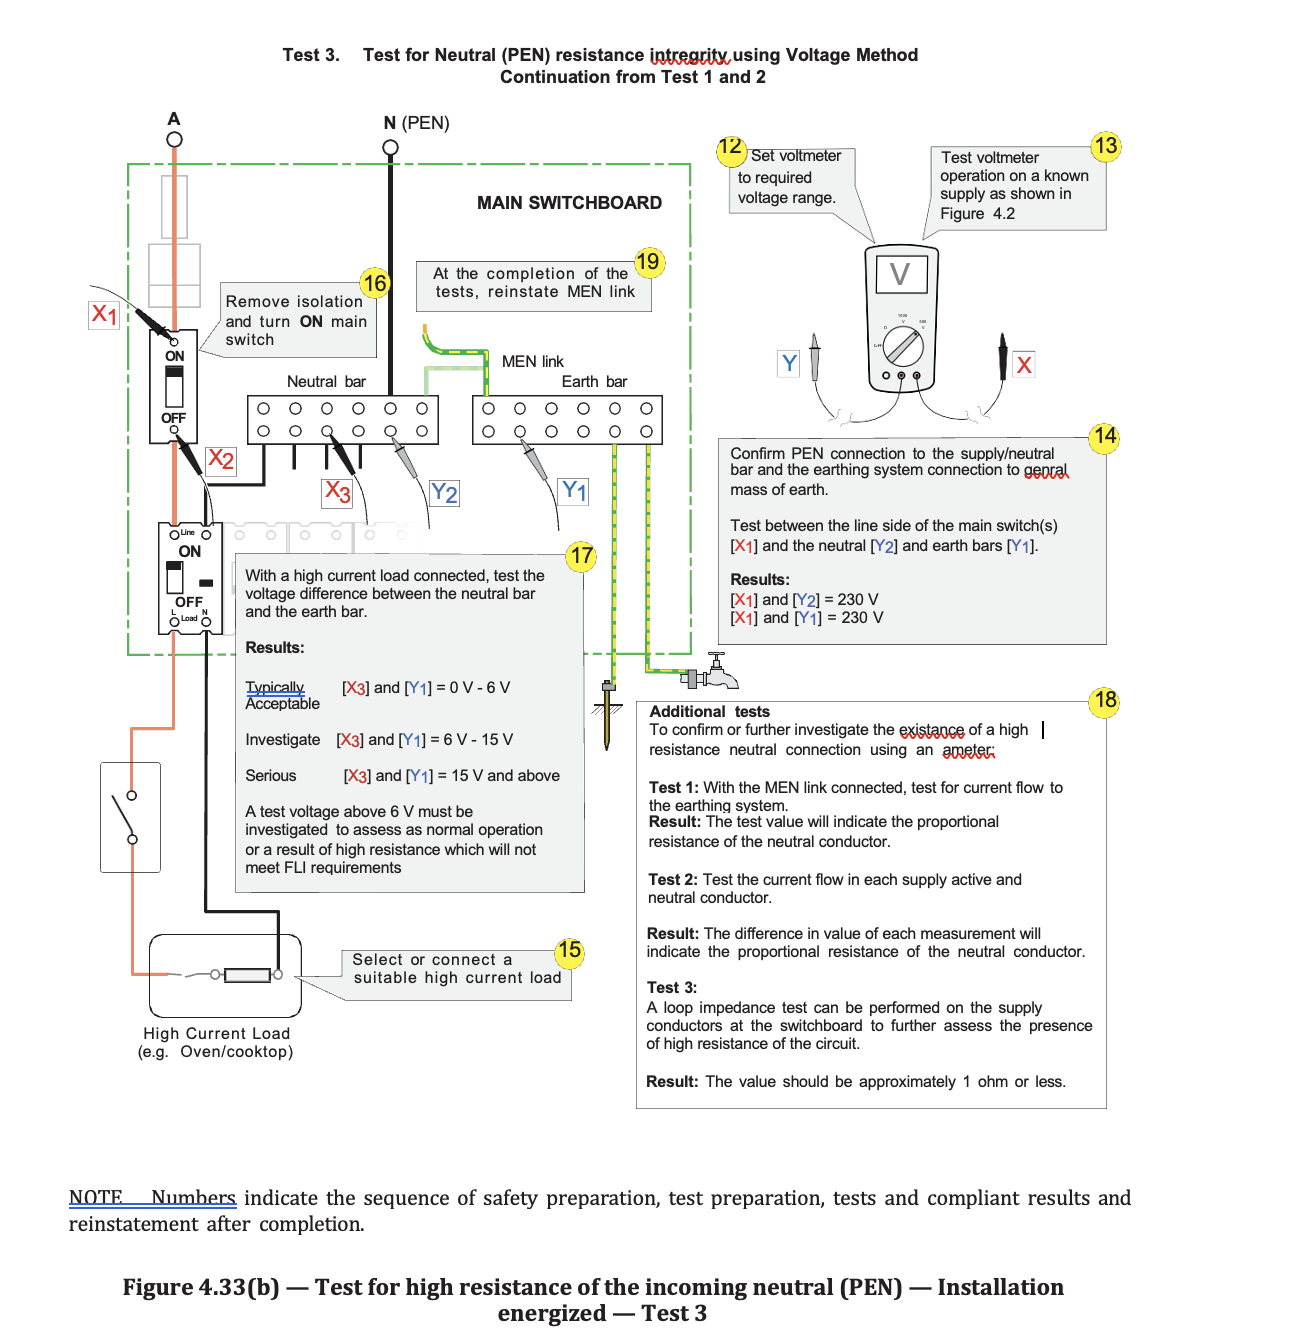 Test 3. Test for Neutral (PEN) resistance intregrity using Voltage Method
Continuation from Test 1 and 2
A
N (PEN)
MAIN SWITCHBOARD
12
Set voltmeter
to required
voltage range.
13
Test voltmeter
operation on a known
supply as shown in
Figure 4.2
16
Remove isolation
and turn ON main
switch
19
At the completion of the
tests, reinstate MEN link
X1
ON
OFF
MEN link
Neutral bar
Earth bar
V
Y
X
X2
X3
Y2
Y1
14
Confirm PEN connection to the supply/neutral
bar and the earthing system connection to genral
mass of earth.
Test between the line side of the main switch(s)
[X1] and the neutral [Y2] and earth bars [Y1].
Results:
[X1] and [Y2] = 230 V
[X1] and [Y1] = 230 V
Line
ON
OFF
L
N
Load
17
With a high current load connected, test the
voltage difference between the neutral bar
and the earth bar.
Results:
Typically [X3] and [Y1] = 0 V - 6 V
Acceptable
Investigate [X3] and [Y1] = 6 V - 15 V
Serious [X3] and [Y1] = 15 V and above
A test voltage above 6 V must be
investigated to assess as normal operation
or a result of high resistance which will not
meet FLI requirements
18
Additional tests
To confirm or further investigate the existance of a high
resistance neutral connection using an ameter:
Test 1: With the MEN link connected, test for current flow to
the earthing system.
Result: The test value will indicate the proportional
resistance of the neutral conductor.
Test 2: Test the current flow in each supply active and
neutral conductor.
Result: The difference in value of each measurement will
indicate the proportional resistance of the neutral conductor.
Test 3:
A loop impedance test can be performed on the supply
conductors at the switchboard to further assess the presence
of high resistance of the circuit.
Result: The value should be approximately 1 ohm or less.
15
Select or connect a
suitable high current load
High Current Load
(e.g. Oven/cooktop)
NOTE Numbers indicate the sequence of safety preparation, test preparation, tests and compliant results and
reinstatement after completion.
Figure 4.33(b) — Test for high resistance of the incoming neutral (PEN) — Installation
energized — Test 3